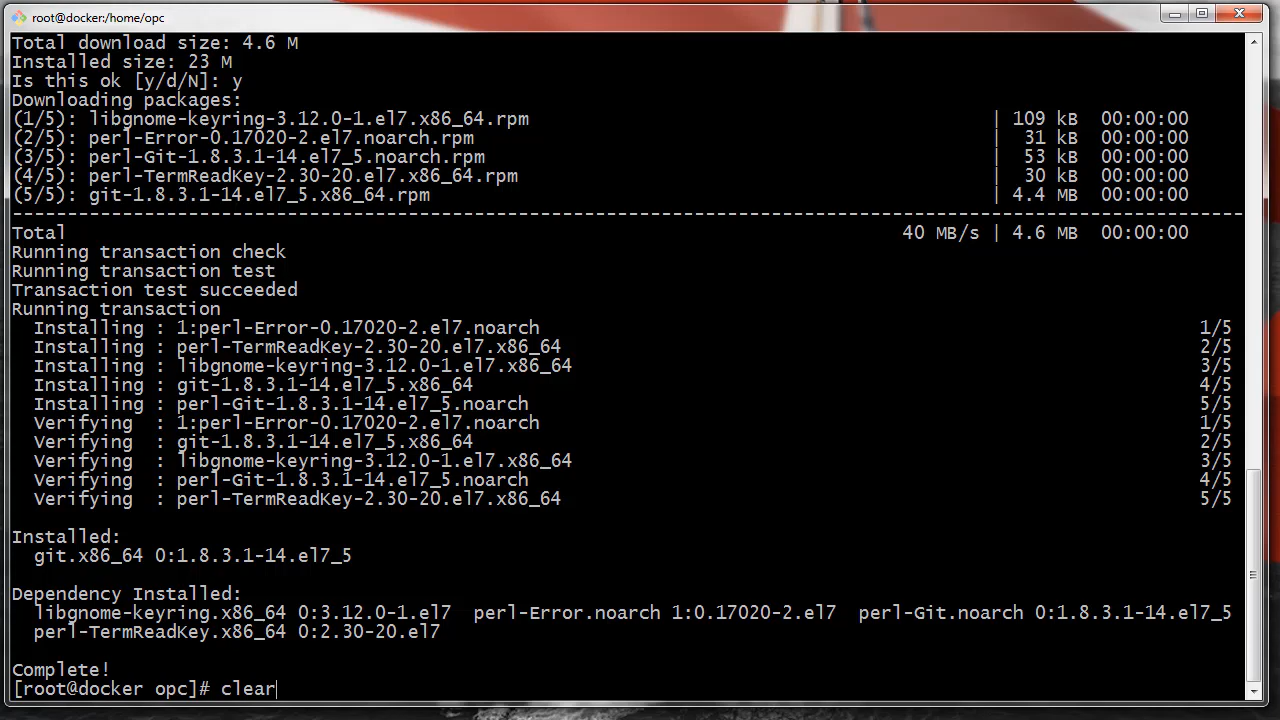 root@docker:/home/opc
Total download size: 4.6 M
Installed size: 23 M
Is this ok [y/d/N]: y
Downloading packages:
(1/5): libgnome-keyring-3.12.0-1.el7.x86_64.rpm | 109 kB 00:00:00
(2/5): perl-Error-0.17020-2.el7.noarch.rpm | 31 kB 00:00:00
(3/5): perl-Git-1.8.3.1-14.el7_5.noarch.rpm | 53 kB 00:00:00
(4/5): perl-TermReadKey-2.30-20.el7.x86_64.rpm | 30 kB 00:00:00
(5/5): git-1.8.3.1-14.el7_5.x86_64.rpm | 4.4 MB 00:00:00
----------------------------------------------------------------------------------------------------------------
Total 40 MB/s | 4.6 MB 00:00:00
Running transaction check
Running transaction test
Transaction test succeeded
Running transaction
Installing : 1:perl-Error-0.17020-2.el7.noarch 1/5
Installing : perl-TermReadKey-2.30-20.el7.x86_64 2/5
Installing : libgnome-keyring-3.12.0-1.el7.x86_64 3/5
Installing : git-1.8.3.1-14.el7_5.x86_64 4/5
Installing : perl-Git-1.8.3.1-14.el7_5.noarch 5/5
Verifying : 1:perl-Error-0.17020-2.el7.noarch 1/5
Verifying : git-1.8.3.1-14.el7_5.x86_64 2/5
Verifying : libgnome-keyring-3.12.0-1.el7.x86_64 3/5
Verifying : perl-Git-1.8.3.1-14.el7_5.noarch 4/5
Verifying : perl-TermReadKey-2.30-20.el7.x86_64 5/5
Installed:
git.x86_64 0:1.8.3.1-14.el7_5
Dependency Installed:
libgnome-keyring.x86_64 0:3.12.0-1.el7 perl-Error.noarch 1:0.17020-2.el7 perl-Git.noarch 0:1.8.3.1-14.el7_5
perl-TermReadKey.x86_64 0:2.30-20.el7
Complete!
[root@docker opc]# clear